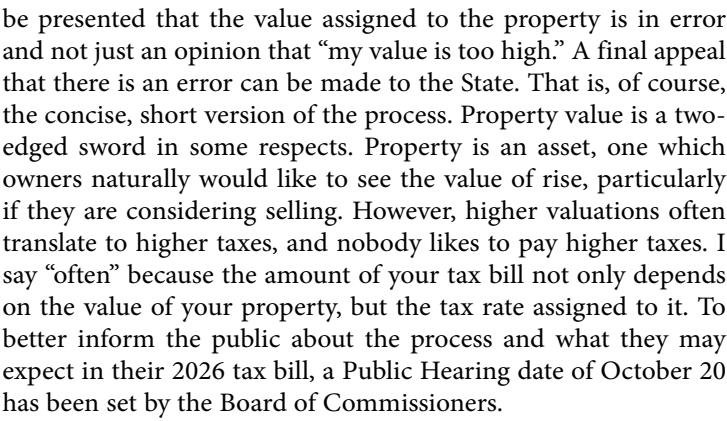 be presented that the value assigned to the property is in error
and not just an opinion that “my value is too high.” A final appeal
that there is an error can be made to the State. That is, of course,
the concise, short version of the process. Property value is a two-
edged sword in some respects. Property is an asset, one which
owners naturally would like to see the value of rise, particularly
if they are considering selling. However, higher valuations often
translate to higher taxes, and nobody likes to pay higher taxes. I
say “often” because the amount of your tax bill not only depends
on the value of your property, but the tax rate assigned to it. To
better inform the public about the process and what they may
expect in their 2026 tax bill, a Public Hearing date of October 20
has been set by the Board of Commissioners.